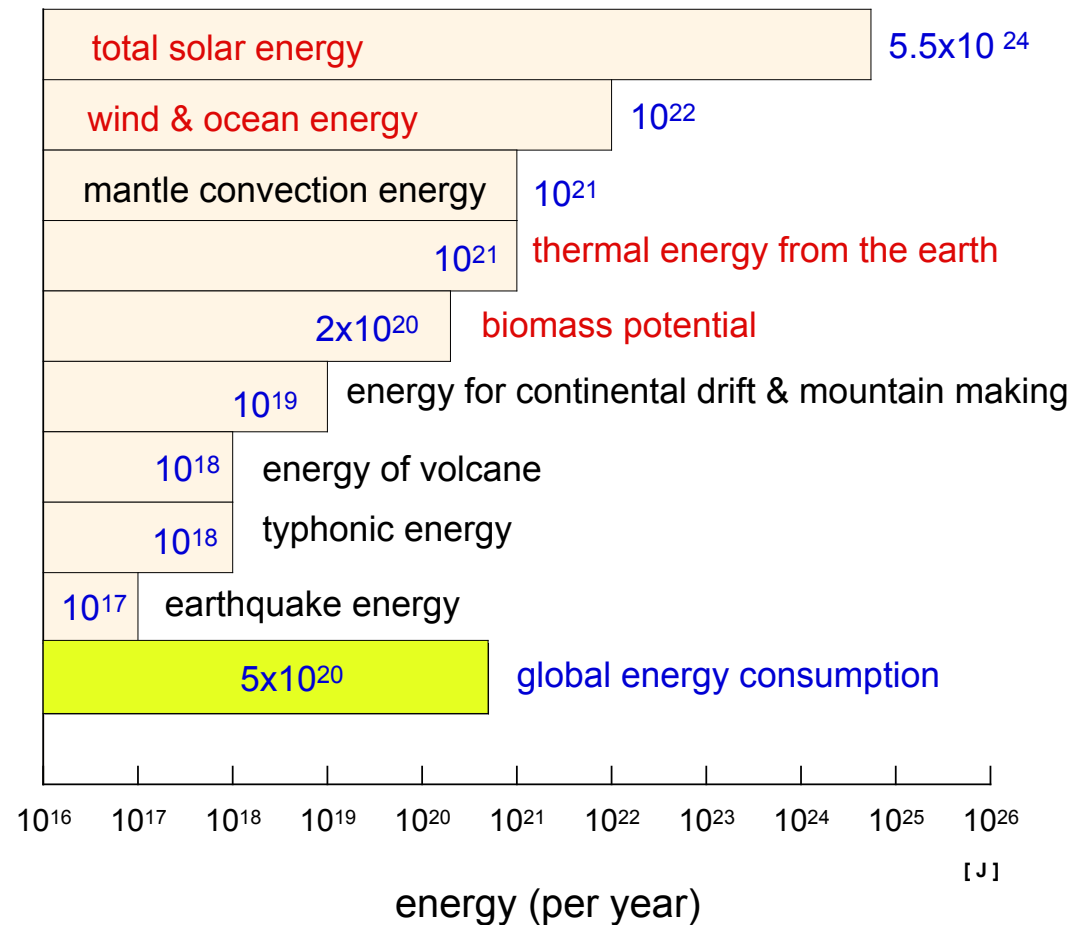 total solar energy 5.5x10 24
wind & ocean energy 10²²
mantle convection energy 10²¹
10²¹ thermal energy from the earth
2x10²⁰ biomass potential
10¹⁹ energy for continental drift & mountain making
10¹⁸ energy of volcane
10¹⁸ typhonic energy
10¹⁷ earthquake energy
5x10²⁰ global energy consumption
10¹⁶ 10¹⁷ 10¹⁸ 10¹⁹ 10²⁰ 10²¹ 10²² 10²³ 10²⁴ 10²⁵ 10²⁶
[ J ]
energy (per year)